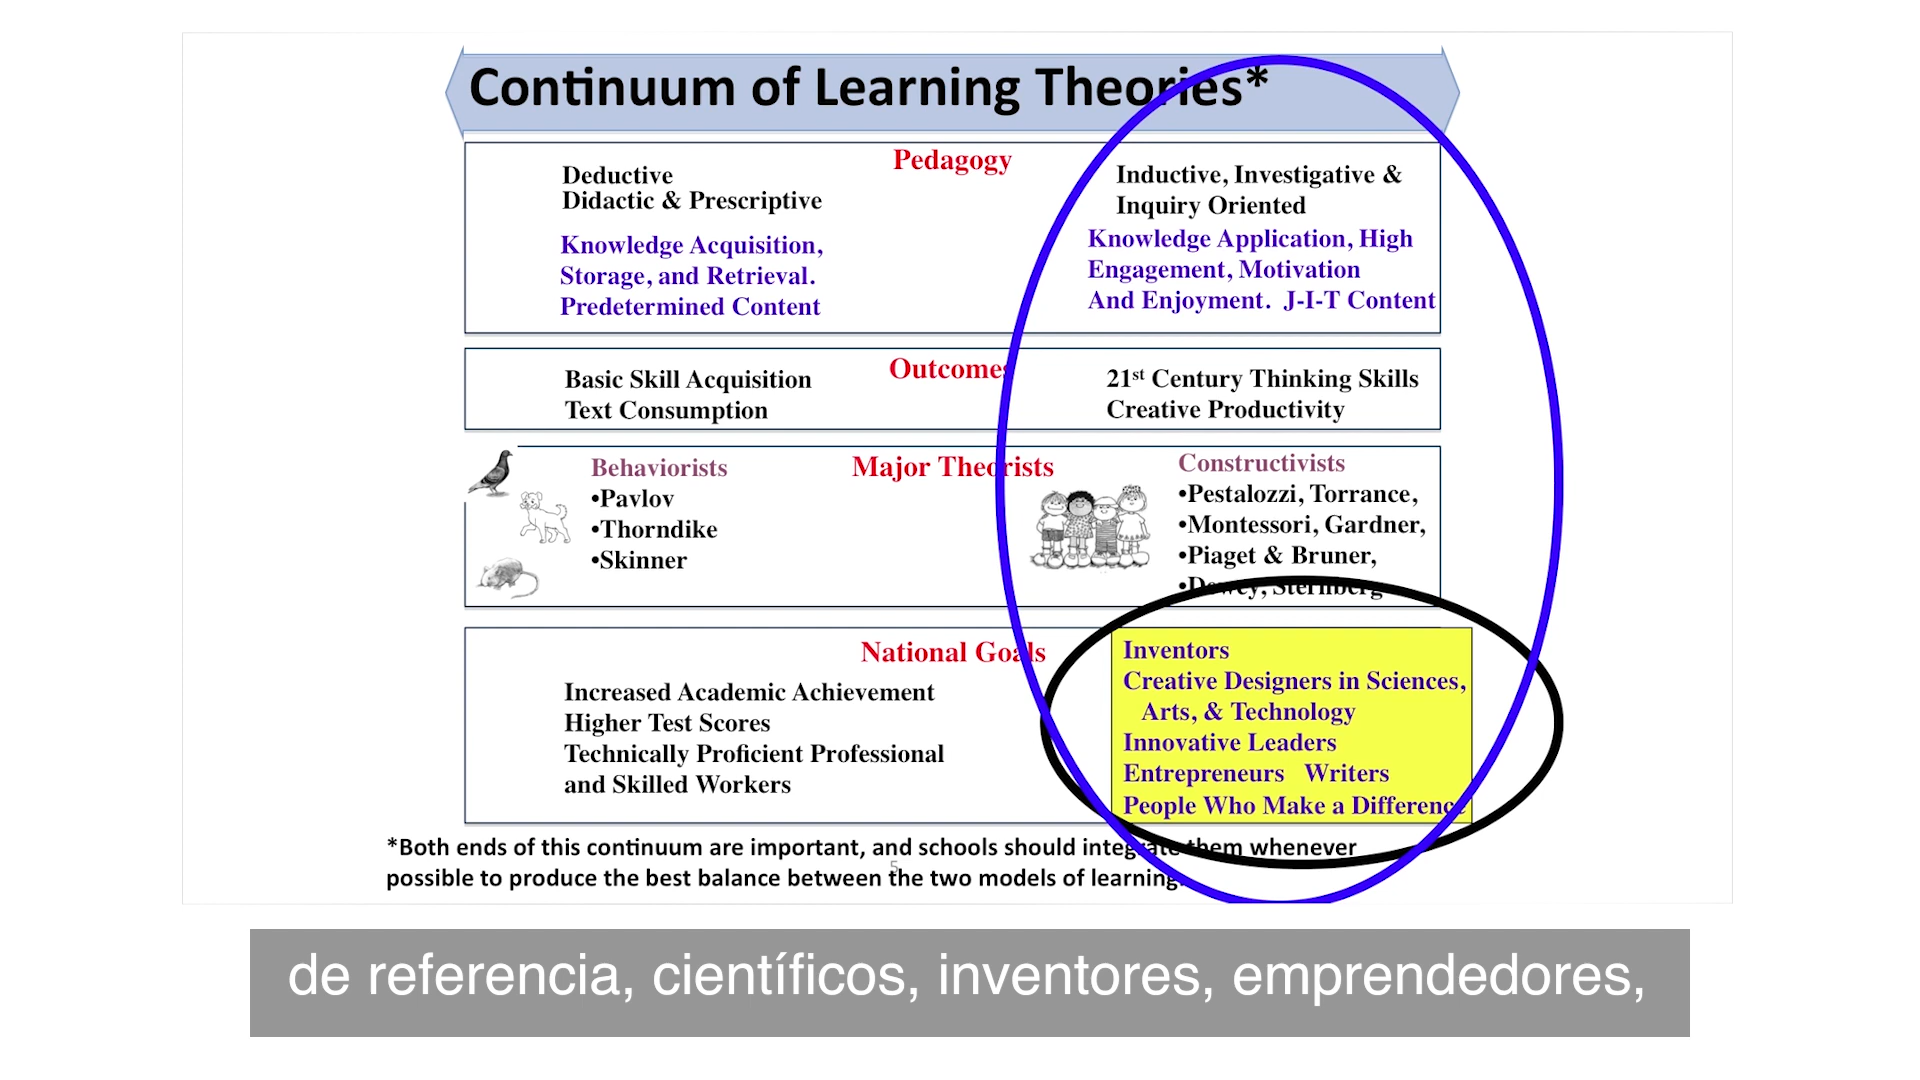 Continuum of Learning Theories*
Pedagogy
Deductive
Didactic & Prescriptive
Knowledge Acquisition,
Storage, and Retrieval.
Predetermined Content
Inductive, Investigative &
Inquiry Oriented
Knowledge Application, High
Engagement, Motivation
And Enjoyment. J-I-T Content
Outcomes
Basic Skill Acquisition
Text Consumption
21st Century Thinking Skills
Creative Productivity
Major Theorists
Behaviorists
•Pavlov
•Thorndike
•Skinner
Constructivists
•Pestalozzi, Torrance,
•Montessori, Gardner,
•Piaget & Bruner,
•Dewey, Sternberg
National Goals
Increased Academic Achievement
Higher Test Scores
Technically Proficient Professional
and Skilled Workers
Inventors
Creative Designers in Sciences,
Arts, & Technology
Innovative Leaders
Entrepreneurs Writers
People Who Make a Difference
*Both ends of this continuum are important, and schools should integrate them whenever
possible to produce the best balance between the two models of learning.
5
de referencia, científicos, inventores, emprendedores,